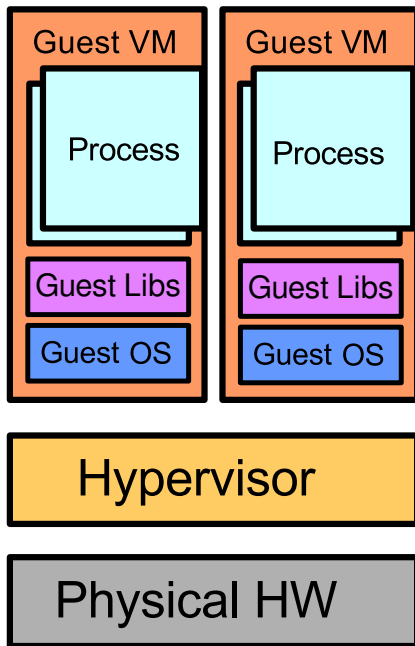 Guest VM
Process
Guest Libs
Guest OS
Guest VM
Process
Guest Libs
Guest OS
Hypervisor
Physical HW